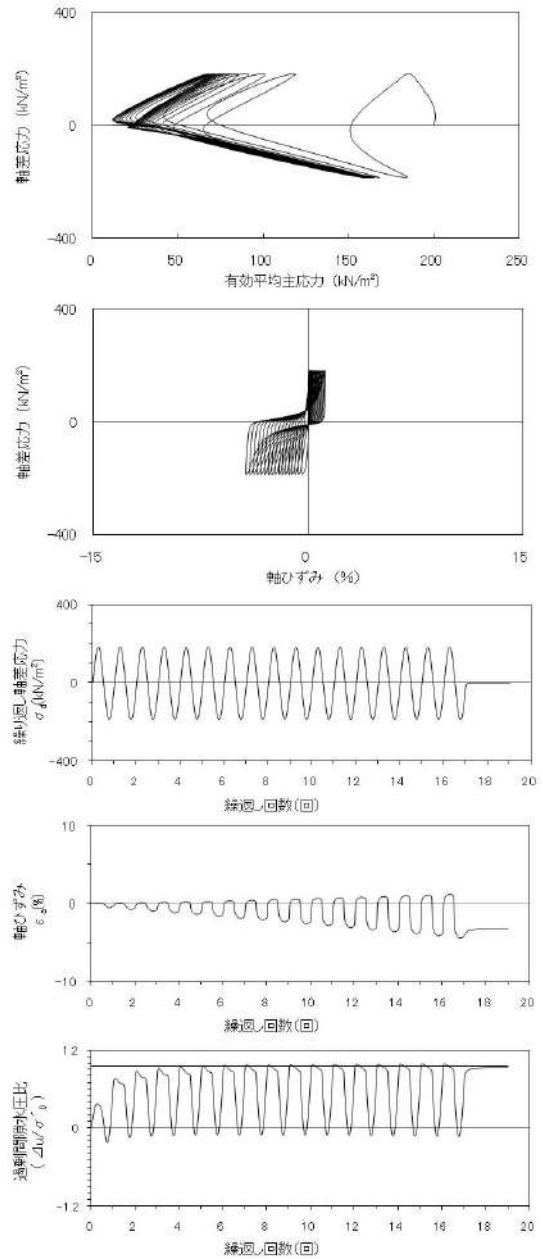 400
0
-400
軸差応力 (kN/m²)
0 50 100 150 200 250
有効平均主応力 (kN/m²)
400
0
-400
軸差応力 (kN/m²)
-15 0 15
軸ひずみ (%)
400
0
-400
繰り返し軸差応力
σd(kN/m²)
0 2 4 6 8 10 12 14 16 18 20
繰返し回数(回)
10
0
-10
軸ひずみ
εa(%)
0 2 4 6 8 10 12 14 16 18 20
繰返し回数(回)
1.2
0
-1.2
過剰間隙水圧比
(Δu/σ'0)
0 2 4 6 8 10 12 14 16 18 20
繰返し回数(回)